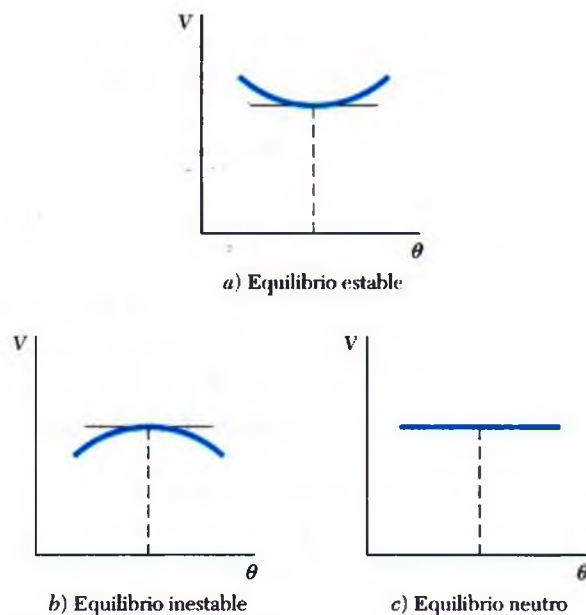 V
θ
a) Equilibrio estable
V
θ
b) Equilibrio inestable
V
θ
c) Equilibrio neutro